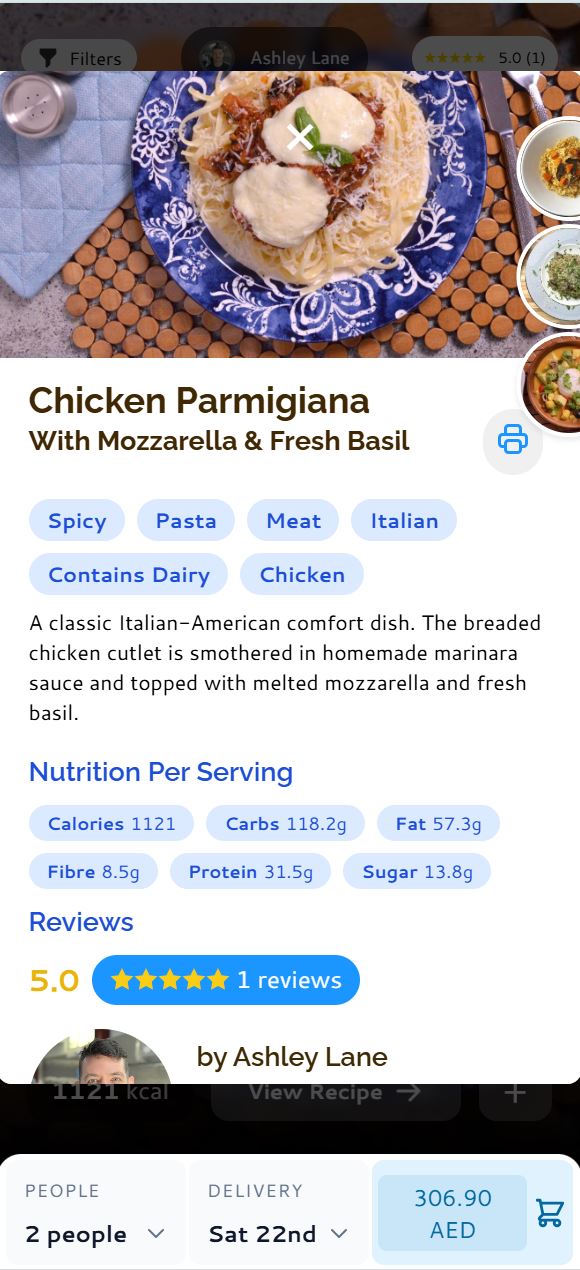 Filters
Ashley Lane
5.0 (1)
Chicken Parmigiana
With Mozzarella & Fresh Basil
Spicy
Pasta
Meat
Italian
Contains Dairy
Chicken
A classic Italian-American comfort dish. The breaded
chicken cutlet is smothered in homemade marinara
sauce and topped with melted mozzarella and fresh
basil.
Nutrition Per Serving
Calories 1121
Carbs 118.2g
Fat 57.3g
Fibre 8.5g
Protein 31.5g
Sugar 13.8g
Reviews
5.0
1 reviews
by Ashley Lane
1121 kcal
View Recipe
PEOPLE
2 people
DELIVERY
Sat 22nd
306.90
AED